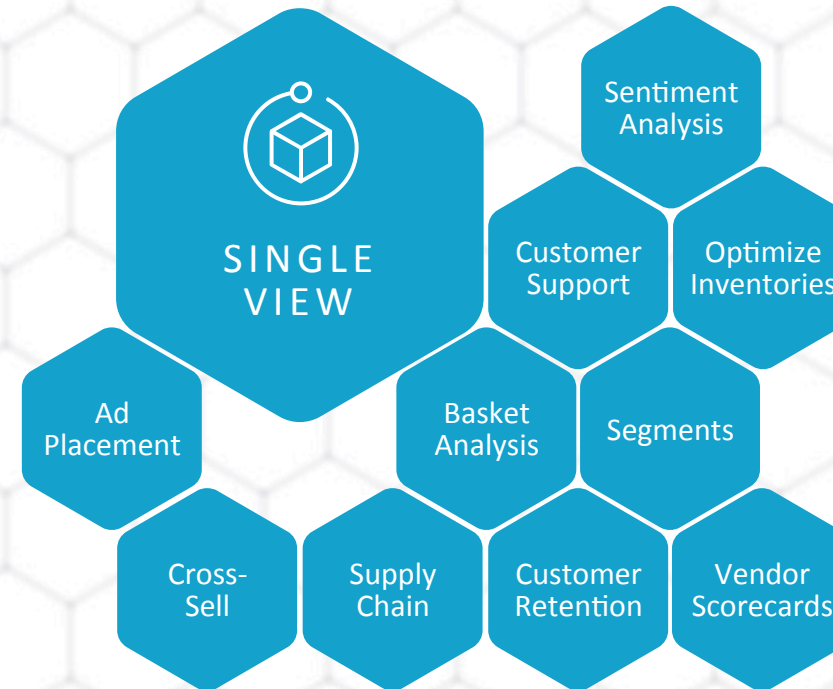 SINGLE
VIEW
Sentiment
Analysis
Customer
Support
Optimize
Inventories
Ad
Placement
Basket
Analysis
Segments
Cross-
Sell
Supply
Chain
Customer
Retention
Vendor
Scorecards